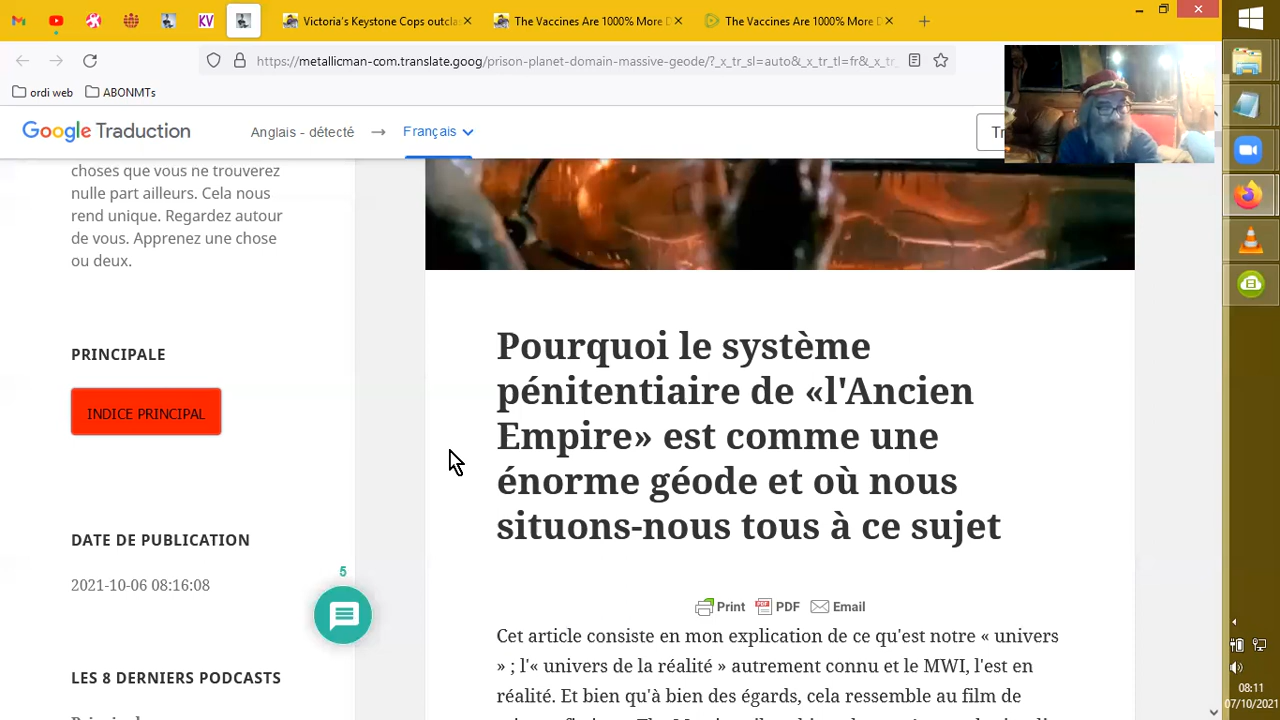 Victoria's Keystone Cops outcla
The Vaccines Are 1000% More D
The Vaccines Are 1000% More D
KV
https://metallicman-com.translate.goog/prison-planet-domain-massive-geode/?_x_tr_sl=auto&_x_tr_tl=fr&_x_tr_
ordi web
ABONMTs
Google Traduction
Anglais - détecté
Français
Tr
choses que vous ne trouverez
nulle part ailleurs. Cela nous
rend unique. Regardez autour
de vous. Apprenez une chose
ou deux.
PRINCIPALE
INDICE PRINCIPAL
DATE DE PUBLICATION
2021-10-06 08:16:08
5
LES 8 DERNIERS PODCASTS
Pourquoi le système
pénitentiaire de «l'Ancien
Empire» est comme une
énorme géode et où nous
situons-nous tous à ce sujet
Print PDF Email
Cet article consiste en mon explication de ce qu'est notre « univers
» ; l'« univers de la réalité » autrement connu et le MWI, l'est en
réalité. Et bien qu'à bien des égards, cela ressemble au film de
08:11
07/10/2021